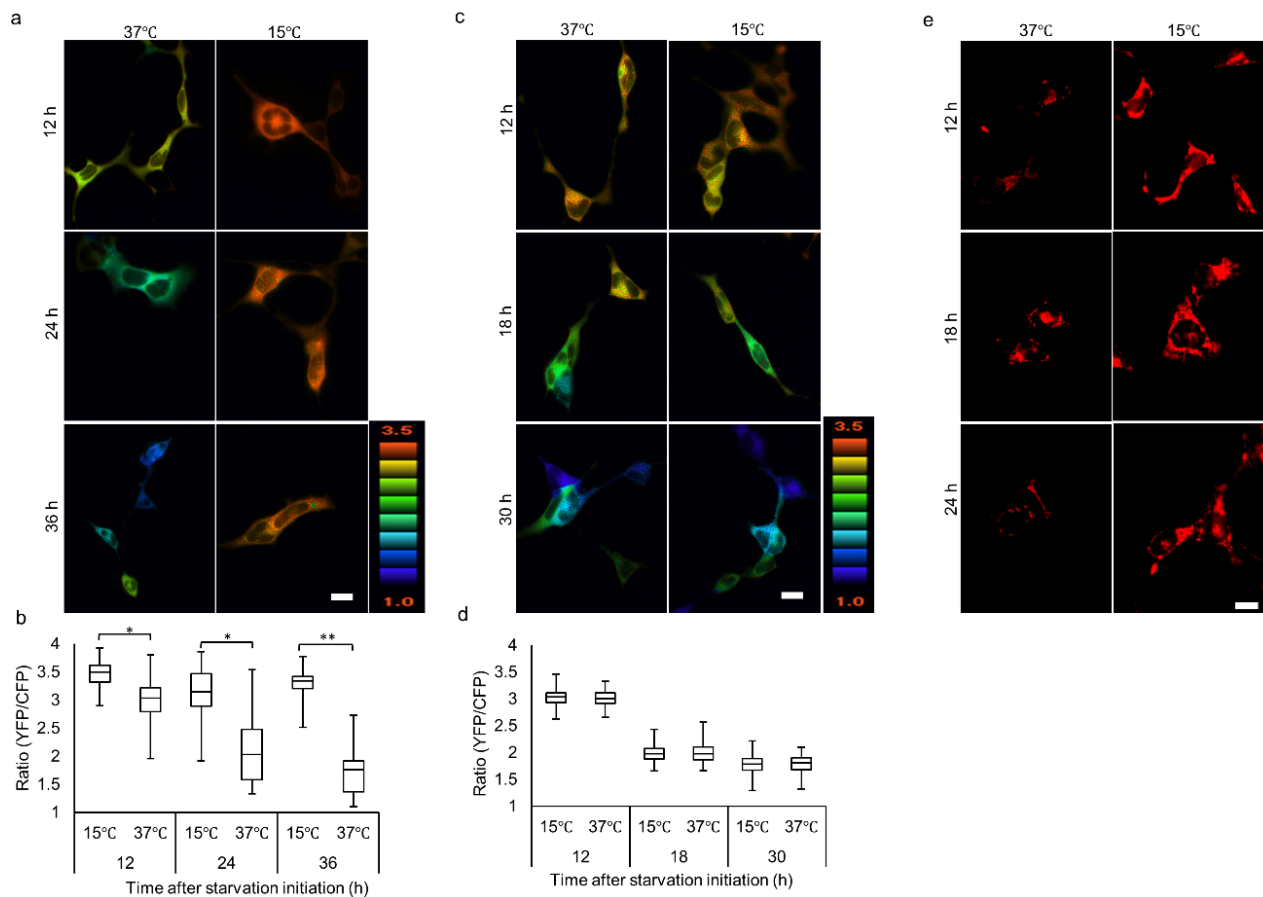 a
37℃ 15℃
12 h
24 h
36 h
3.5
1.0
b
* * **
Ratio (YFP/CFP)
4
3.5
3
2.5
2
1.5
1
15℃ 37℃ 15℃ 37℃ 15℃ 37℃
12 24 36
Time after starvation initiation (h)
c
37℃ 15℃
12 h
18 h
30 h
3.5
1.0
d
Ratio (YFP/CFP)
4
3.5
3
2.5
2
1.5
1
15℃ 37℃ 15℃ 37℃ 15℃ 37℃
12 18 30
Time after starvation initiation (h)
e
37℃ 15℃
12 h
18 h
24 h